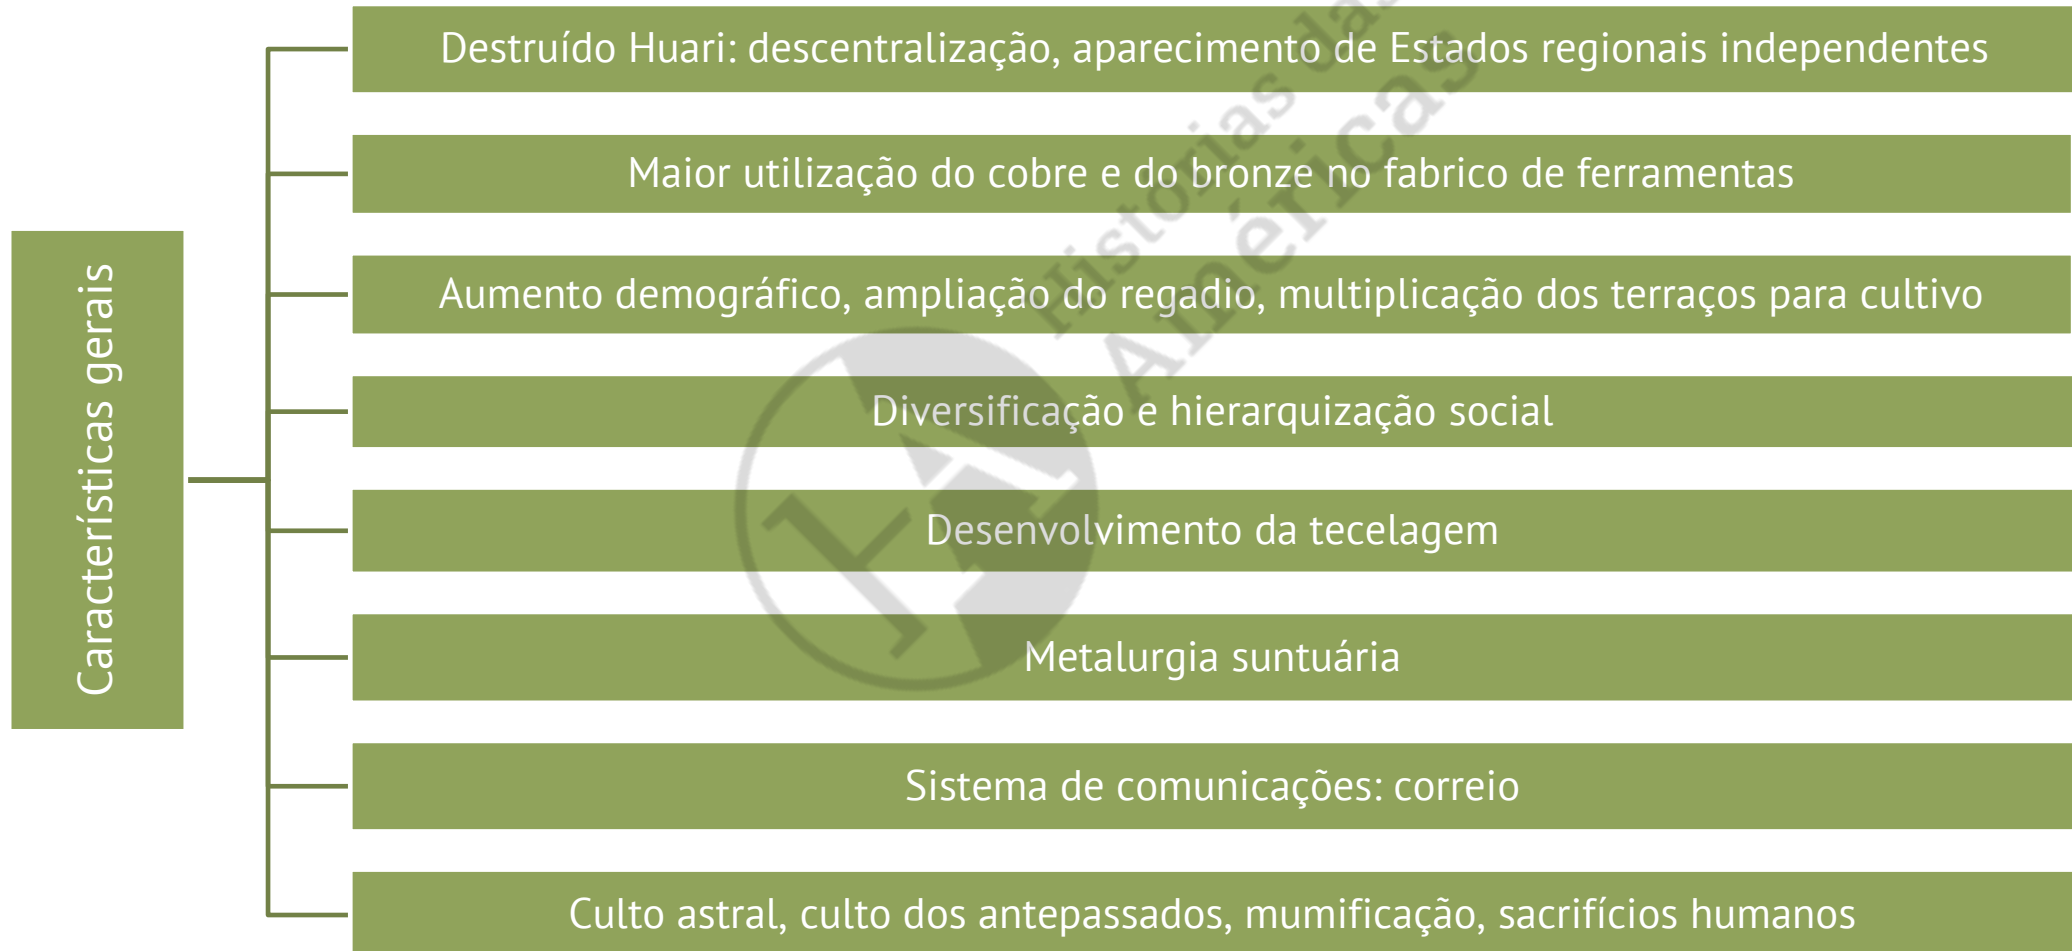 Características gerais
Destruído Huari: descentralização, aparecimento de Estados regionais independentes
Maior utilização do cobre e do bronze no fabrico de ferramentas
Aumento demográfico, ampliação do regadio, multiplicação dos terraços para cultivo
Diversificação e hierarquização social
Desenvolvimento da tecelagem
Metalurgia suntuária
Sistema de comunicações: correio
Culto astral, culto dos antepassados, mumificação, sacrifícios humanos
Historias das
Américas
HA